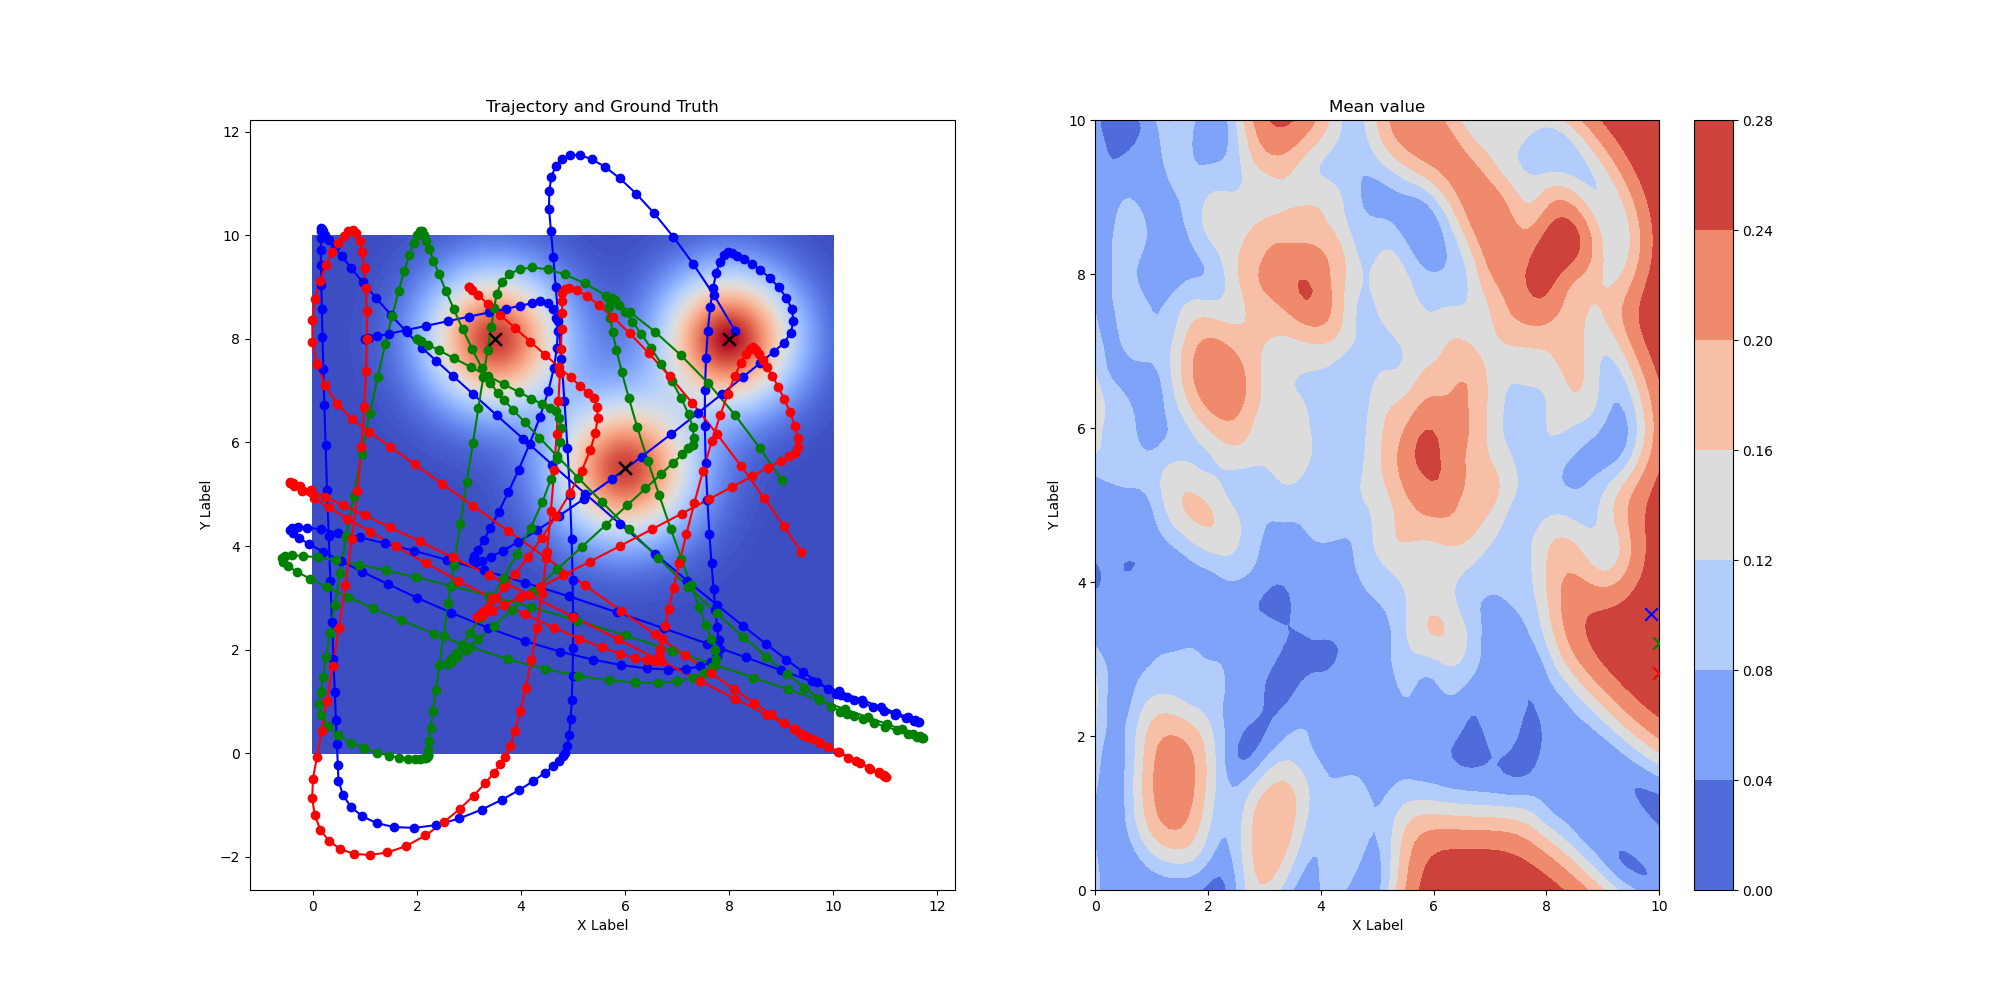 Trajectory and Ground Truth
12
10
8
6
4
2
0
−2
Y Label
0 2 4 6 8 10 12
X Label
Mean value
10
8
6
4
2
0
Y Label
0 2 4 6 8 10
X Label
0.28
0.24
0.20
0.16
0.12
0.08
0.04
0.00